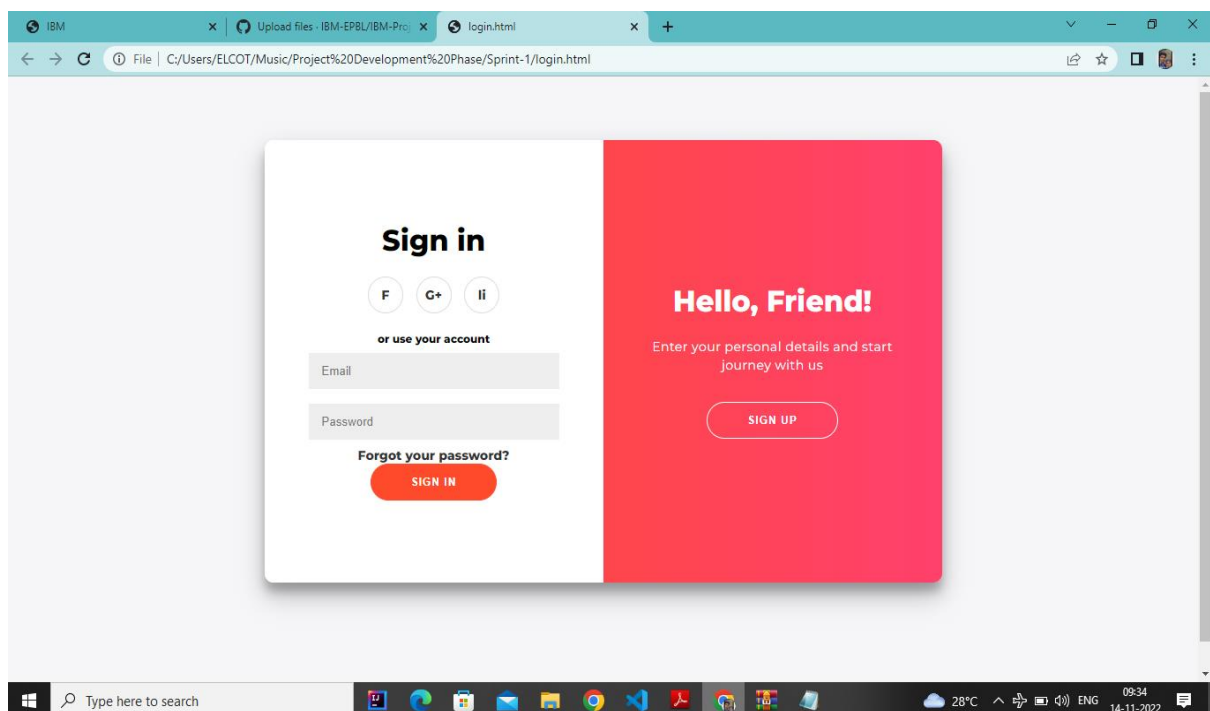 IBM
Upload files · IBM-EPBL/IBM-Proj
login.html
File | C:/Users/ELCOT/Music/Project%20Development%20Phase/Sprint-1/login.html
Sign in
F G+ li
or use your account
Email
Password
Forgot your password?
SIGN IN
Hello, Friend!
Enter your personal details and start
journey with us
SIGN UP
Type here to search
28°C
ENG
09:34
14-11-2022